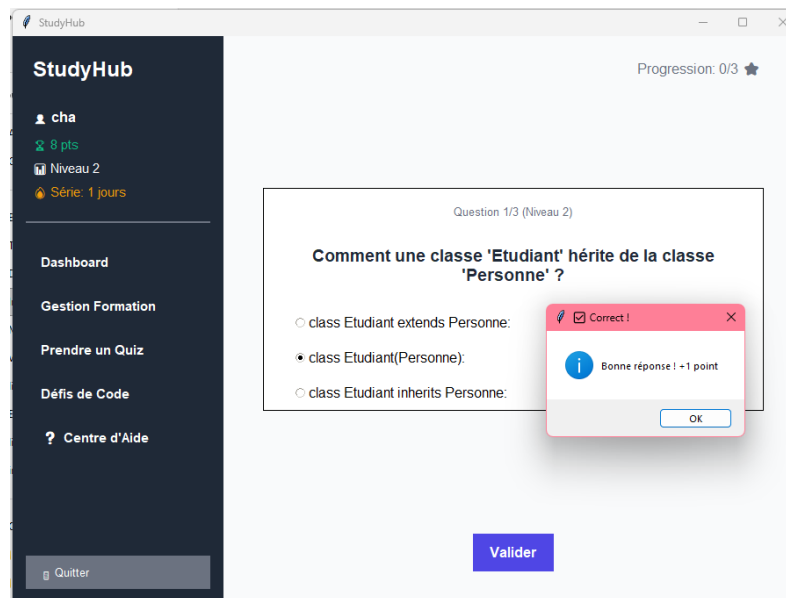 StudyHub
StudyHub
cha
8 pts
Niveau 2
Série: 1 jours
Dashboard
Gestion Formation
Prendre un Quiz
Défis de Code
? Centre d'Aide
Quitter
Progression: 0/3
Question 1/3 (Niveau 2)
Comment une classe 'Etudiant' hérite de la classe
'Personne' ?
class Etudiant extends Personne:
class Etudiant(Personne):
class Etudiant inherits Personne:
Correct !
Bonne réponse ! +1 point
OK
Valider